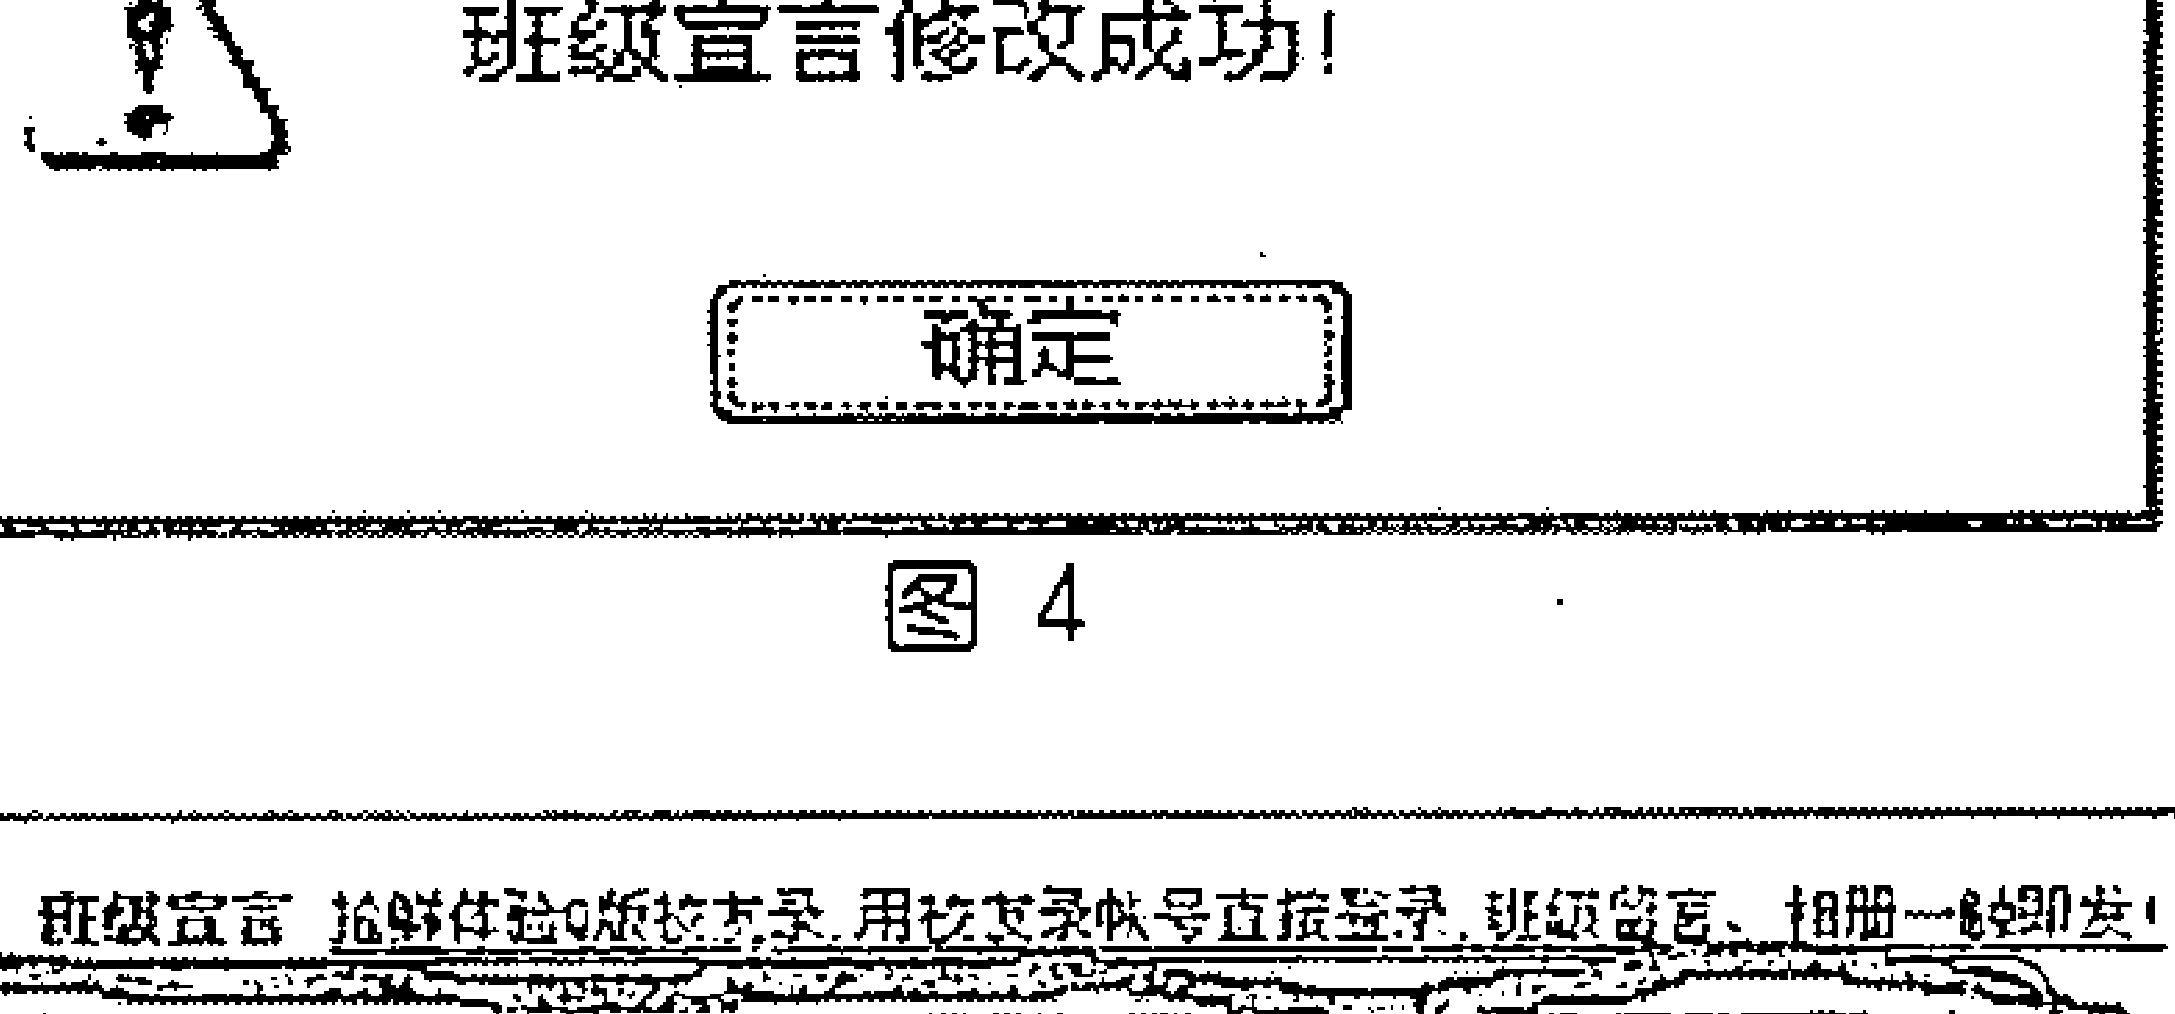 班级宣言修改成功!
确定
图 4
班级宣言 抢鲜体验Q版校友录,用校友录帐号直接登录,班级留言、相册一触即发!